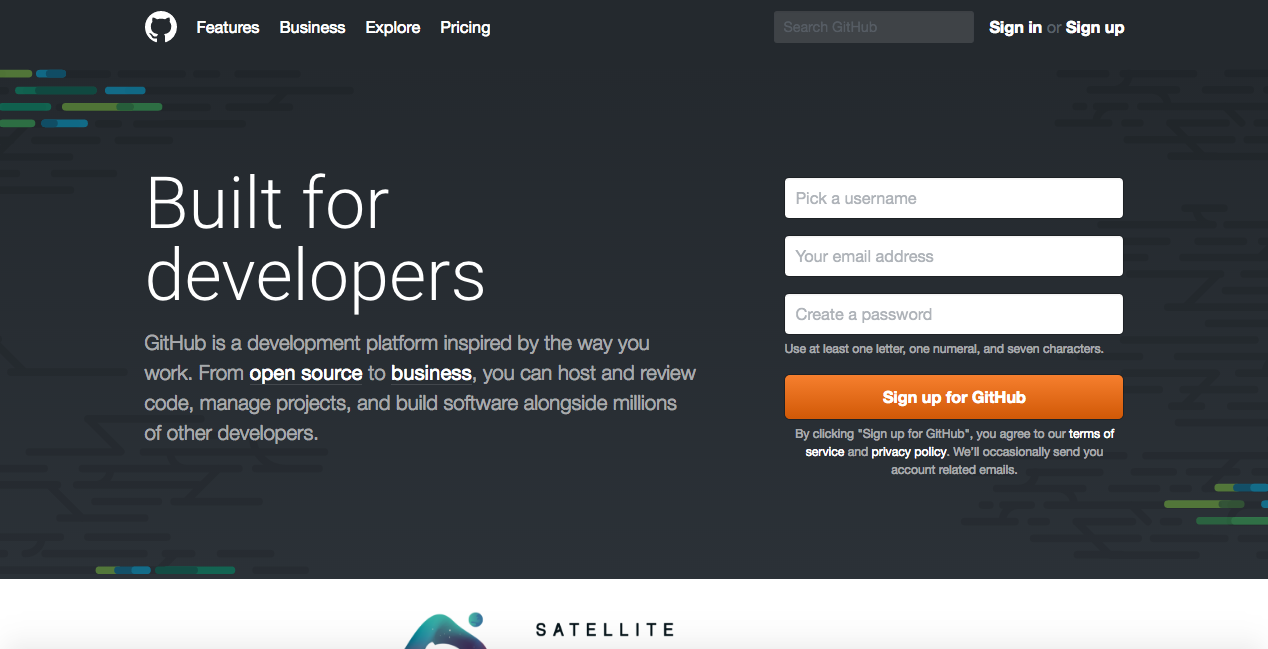 Features Business Explore Pricing
Search GitHub
Sign in or Sign up
Built for
developers
GitHub is a development platform inspired by the way you
work. From open source to business, you can host and review
code, manage projects, and build software alongside millions
of other developers.
Pick a username
Your email address
Create a password
Use at least one letter, one numeral, and seven characters.
Sign up for GitHub
By clicking "Sign up for GitHub", you agree to our terms of
service and privacy policy. We’ll occasionally send you
account related emails.
SATELLITE